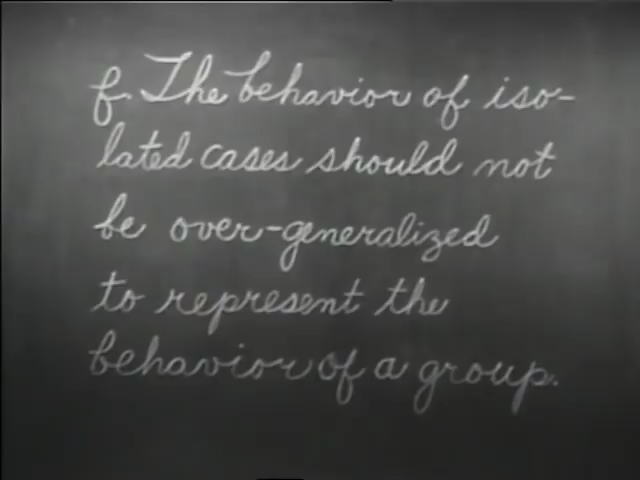 f. The behavior of iso-
lated cases should not
be over-generalized
to represent the
behavior of a group.